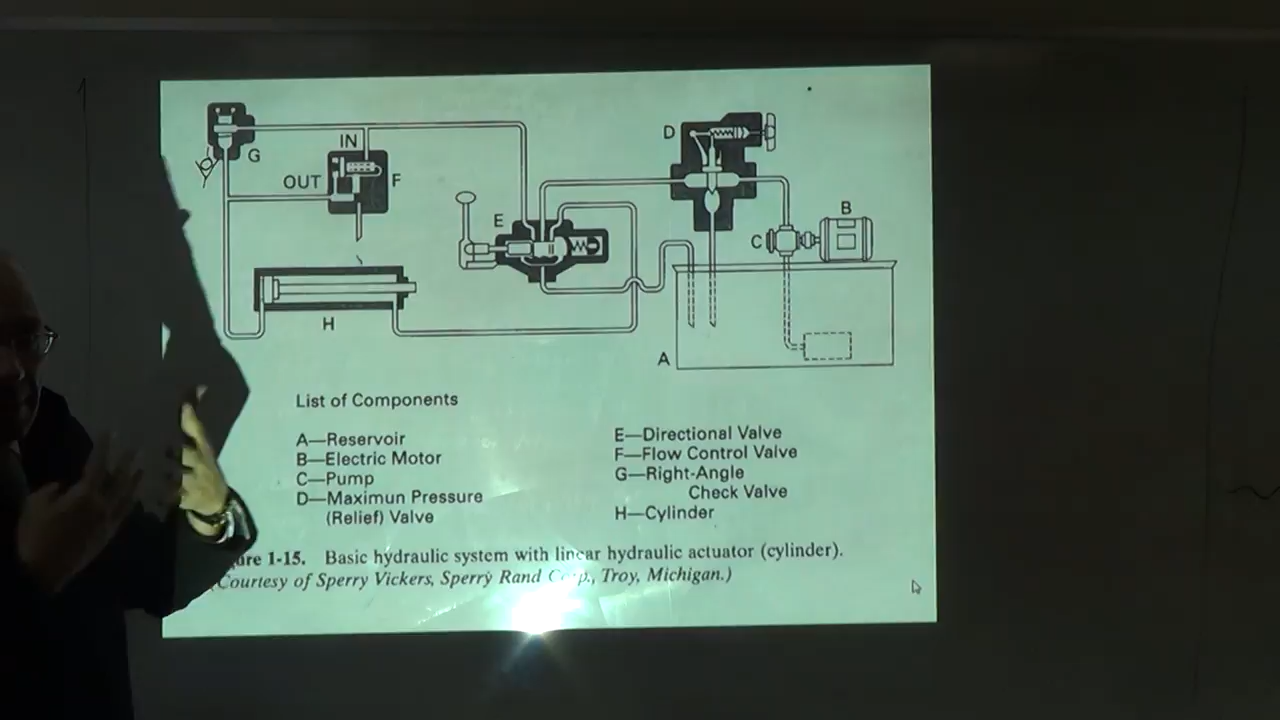 D
IN
G
OUT
F
B
E
C
H
A
List of Components
A—Reservoir
B—Electric Motor
C—Pump
D—Maximun Pressure
(Relief) Valve
E—Directional Valve
F—Flow Control Valve
G—Right-Angle
Check Valve
H—Cylinder
1-15. Basic hydraulic system with linear hydraulic actuator (cylinder).
(Courtesy of Sperry Vickers, Sperry Rand Troy, Michigan.)